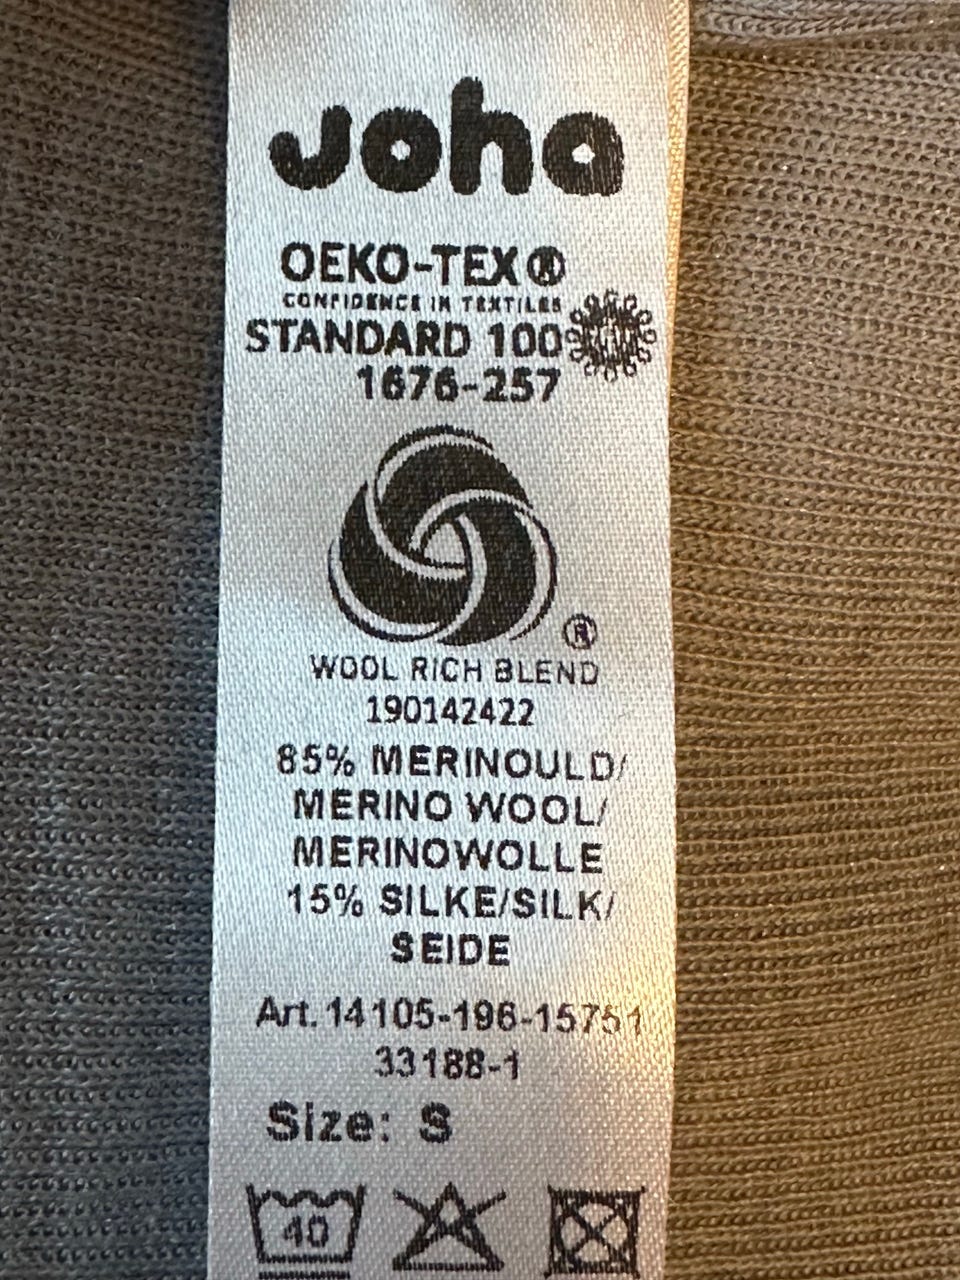 Joha
OEKO-TEX®
CONFIDENCE IN TEXTILES
STANDARD 100
1676-257
®
WOOL RICH BLEND
190142422
85% MERINOULD/
MERINO WOOL/
MERINOWOLLE
15% SILKE/SILK/
SEIDE
Art. 14105-196-15751
33188-1
Size: S
40